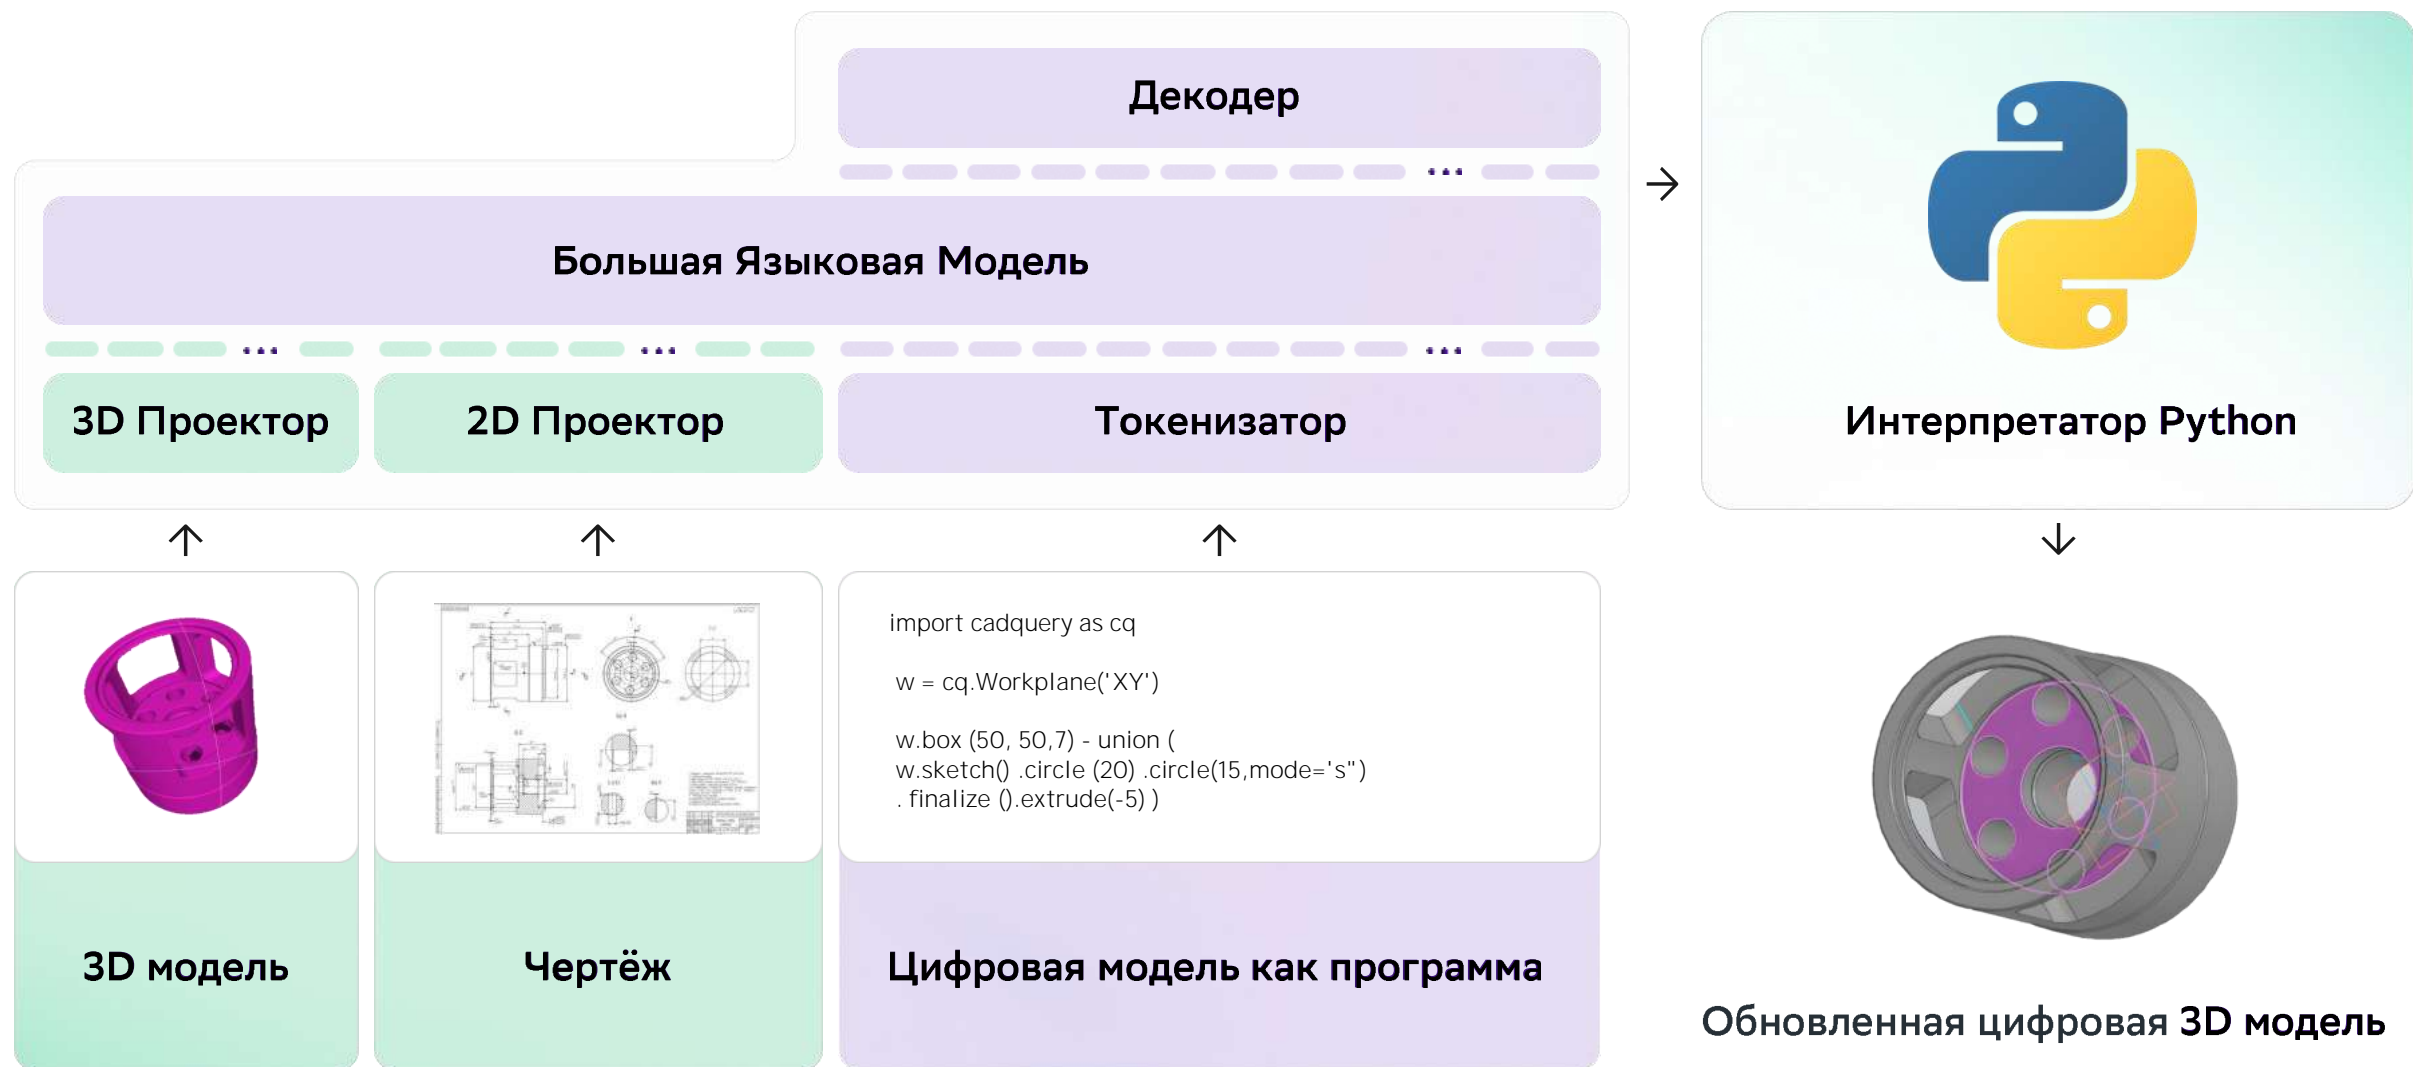 Декодер
Большая Языковая Модель
3D Проектор
2D Проектор
Токенизатор
Интерпретатор Python
import cadquery as cq
w = cq.Workplane('XY')
w.box (50, 50,7) - union (
w.sketch() .circle (20) .circle(15,mode='s")
. finalize ().extrude(-5) )
3D модель
Чертёж
Цифровая модель как программа
Обновленная цифровая 3D модель